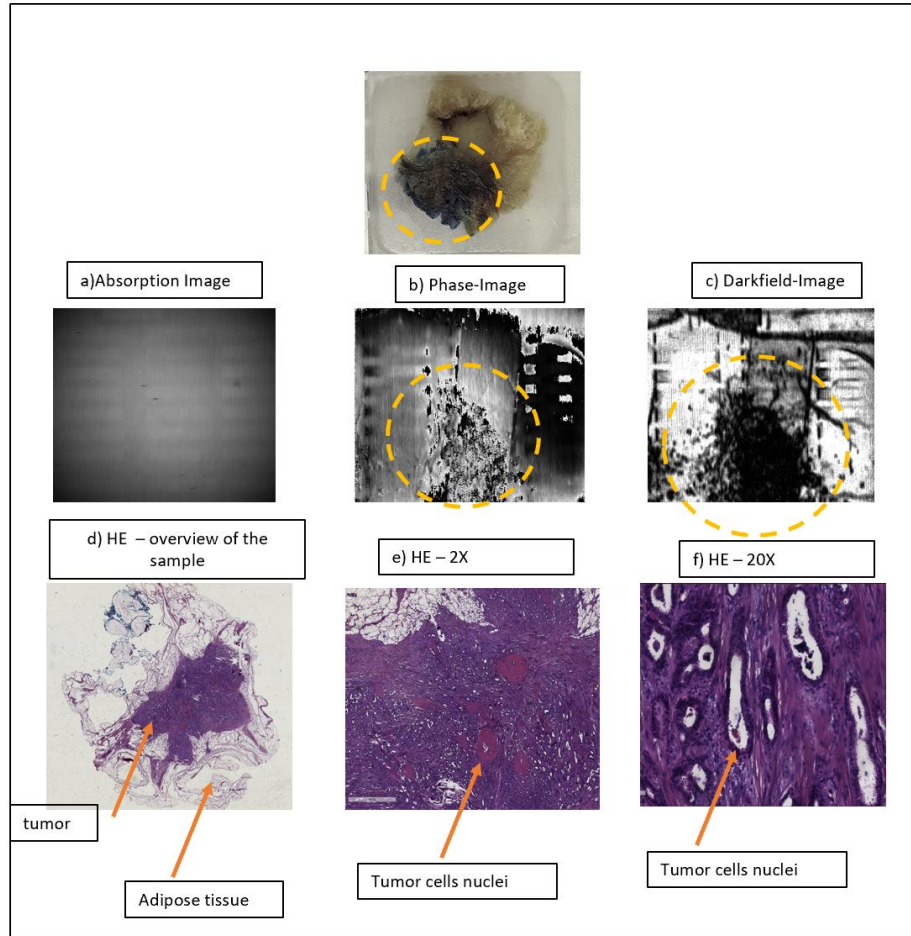 a)Absorption Image
b) Phase-Image
c) Darkfield-Image
d) HE – overview of the
sample
e) HE – 2X
f) HE – 20X
tumor
Adipose tissue
Tumor cells nuclei
Tumor cells nuclei